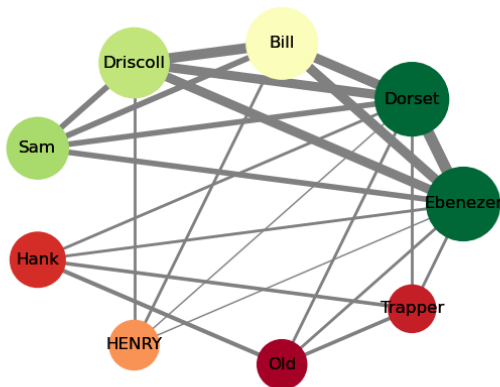 Bill
Driscoll
Dorset
Sam
Ebenezer
Hank
Trapper
HENRY
Old